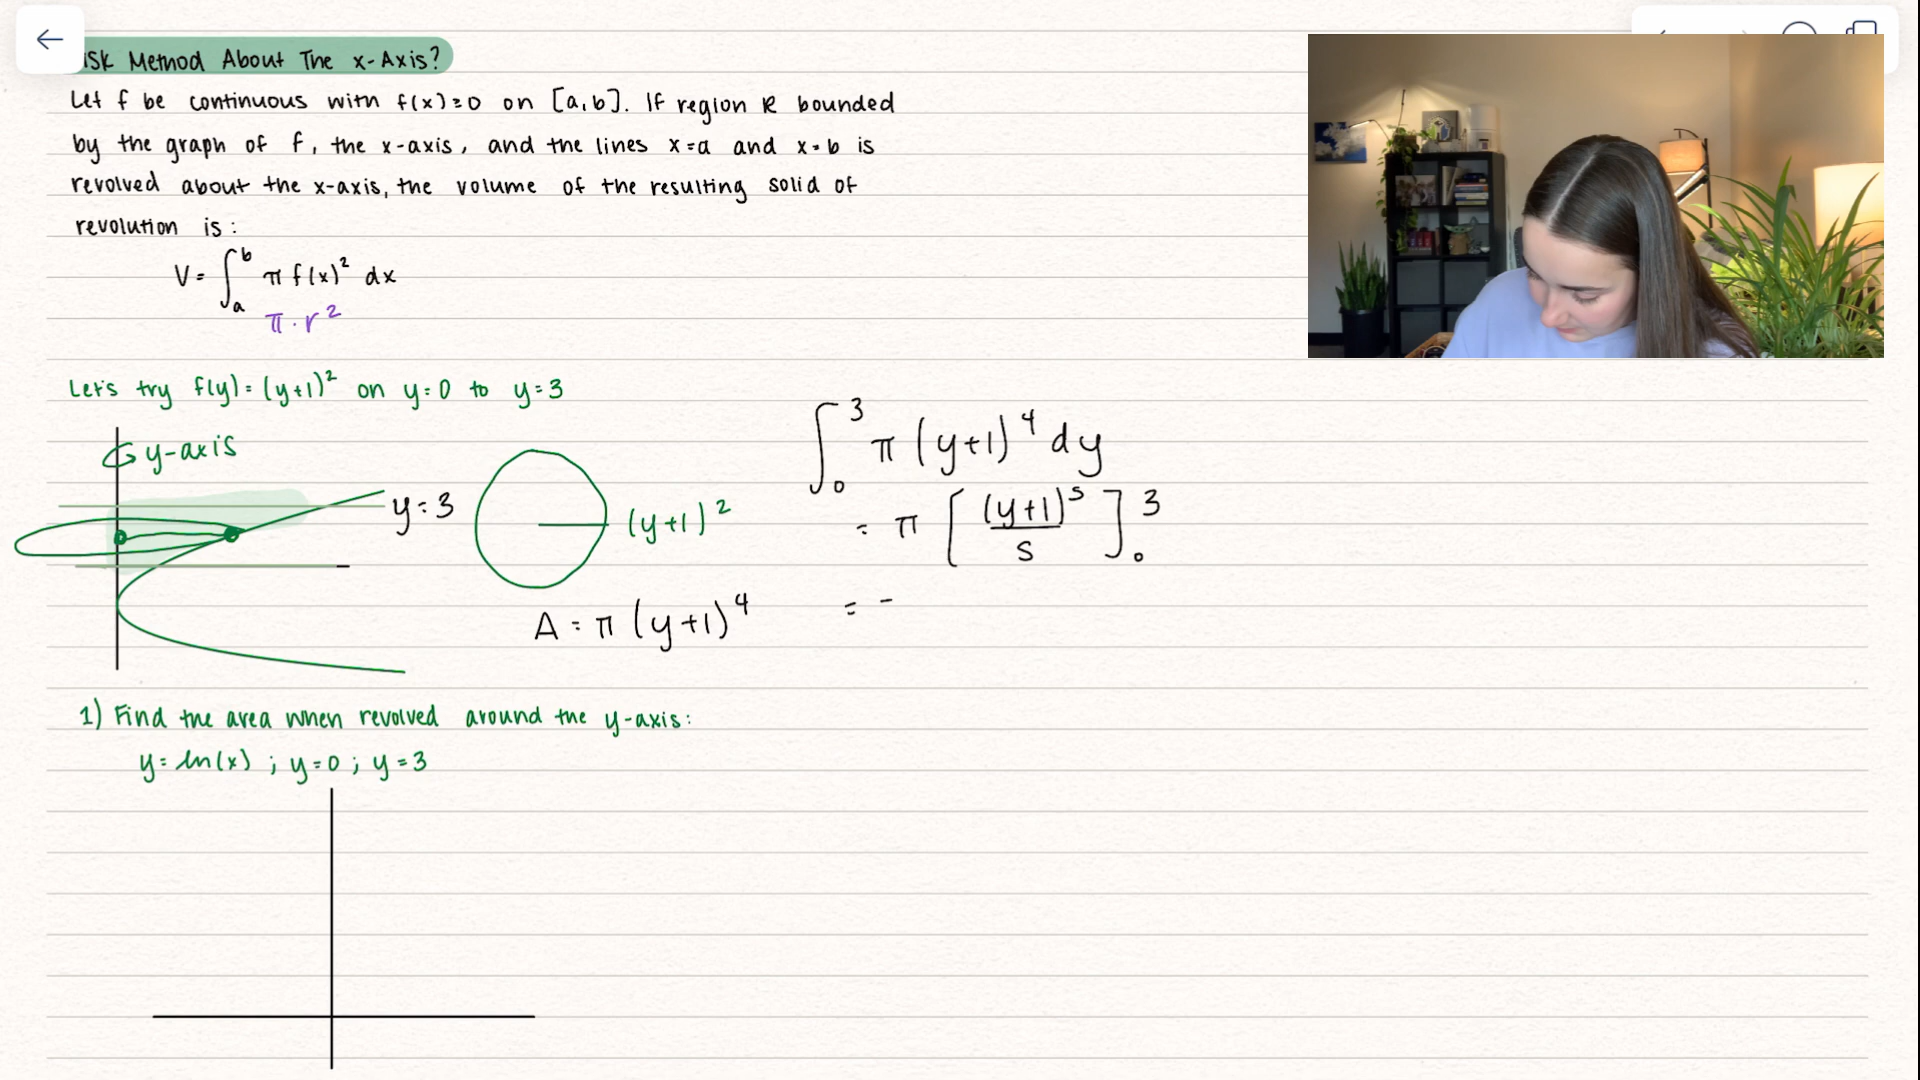 isk Method About The x-Axis?
Let f be continuous with f(x)≥0 on [a,b]. If region R bounded
by the graph of f, the x-axis, and the lines x=a and x=b is
revolved about the x-axis, the volume of the resulting solid of
revolution is:
V = ∫_a^b π f(x)² dx
π · r²
Let's try f(y) = (y+1)² on y=0 to y=3
y-axis
y=3
(y+1)²
A = π (y+1)⁴
∫_0^3 π (y+1)⁴ dy
= π [ (y+1)⁵ / 5 ]_0^3
= -
1) Find the area when revolved around the y-axis:
y = ln(x) ; y=0 ; y=3